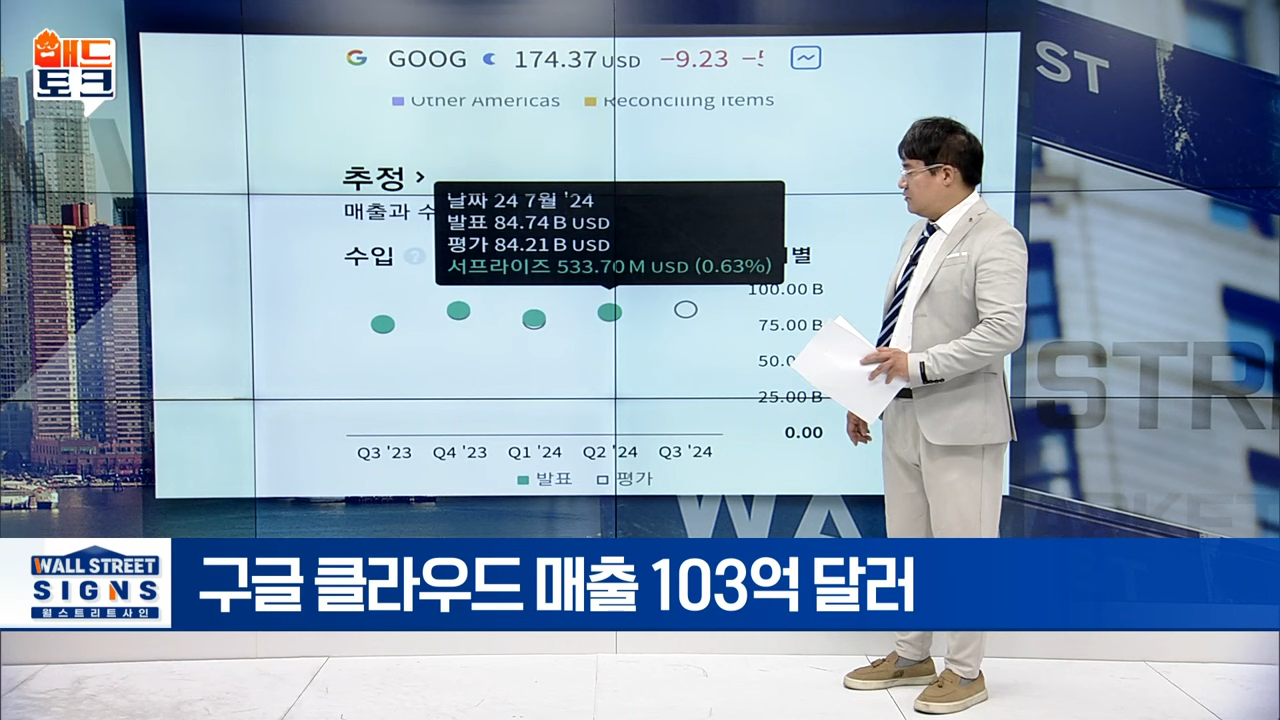 매드
토크
GOOG 174.37 USD −9.23
Other Americas Reconciling items
추정 >
매출과 수
날짜 24 7월 '24
발표 84.74 B USD
평가 84.21 B USD
서프라이즈 533.70 M USD (0.63%)
수입 ?
별
100.00 B
75.00 B
50.
25.00 B
0.00
Q3 '23 Q4 '23 Q1 '24 Q2 '24 Q3 '24
발표 평가
ST
STRE
WA
MARKET
WALL STREET
SIGNS
월스트리트사인
구글 클라우드 매출 103억 달러